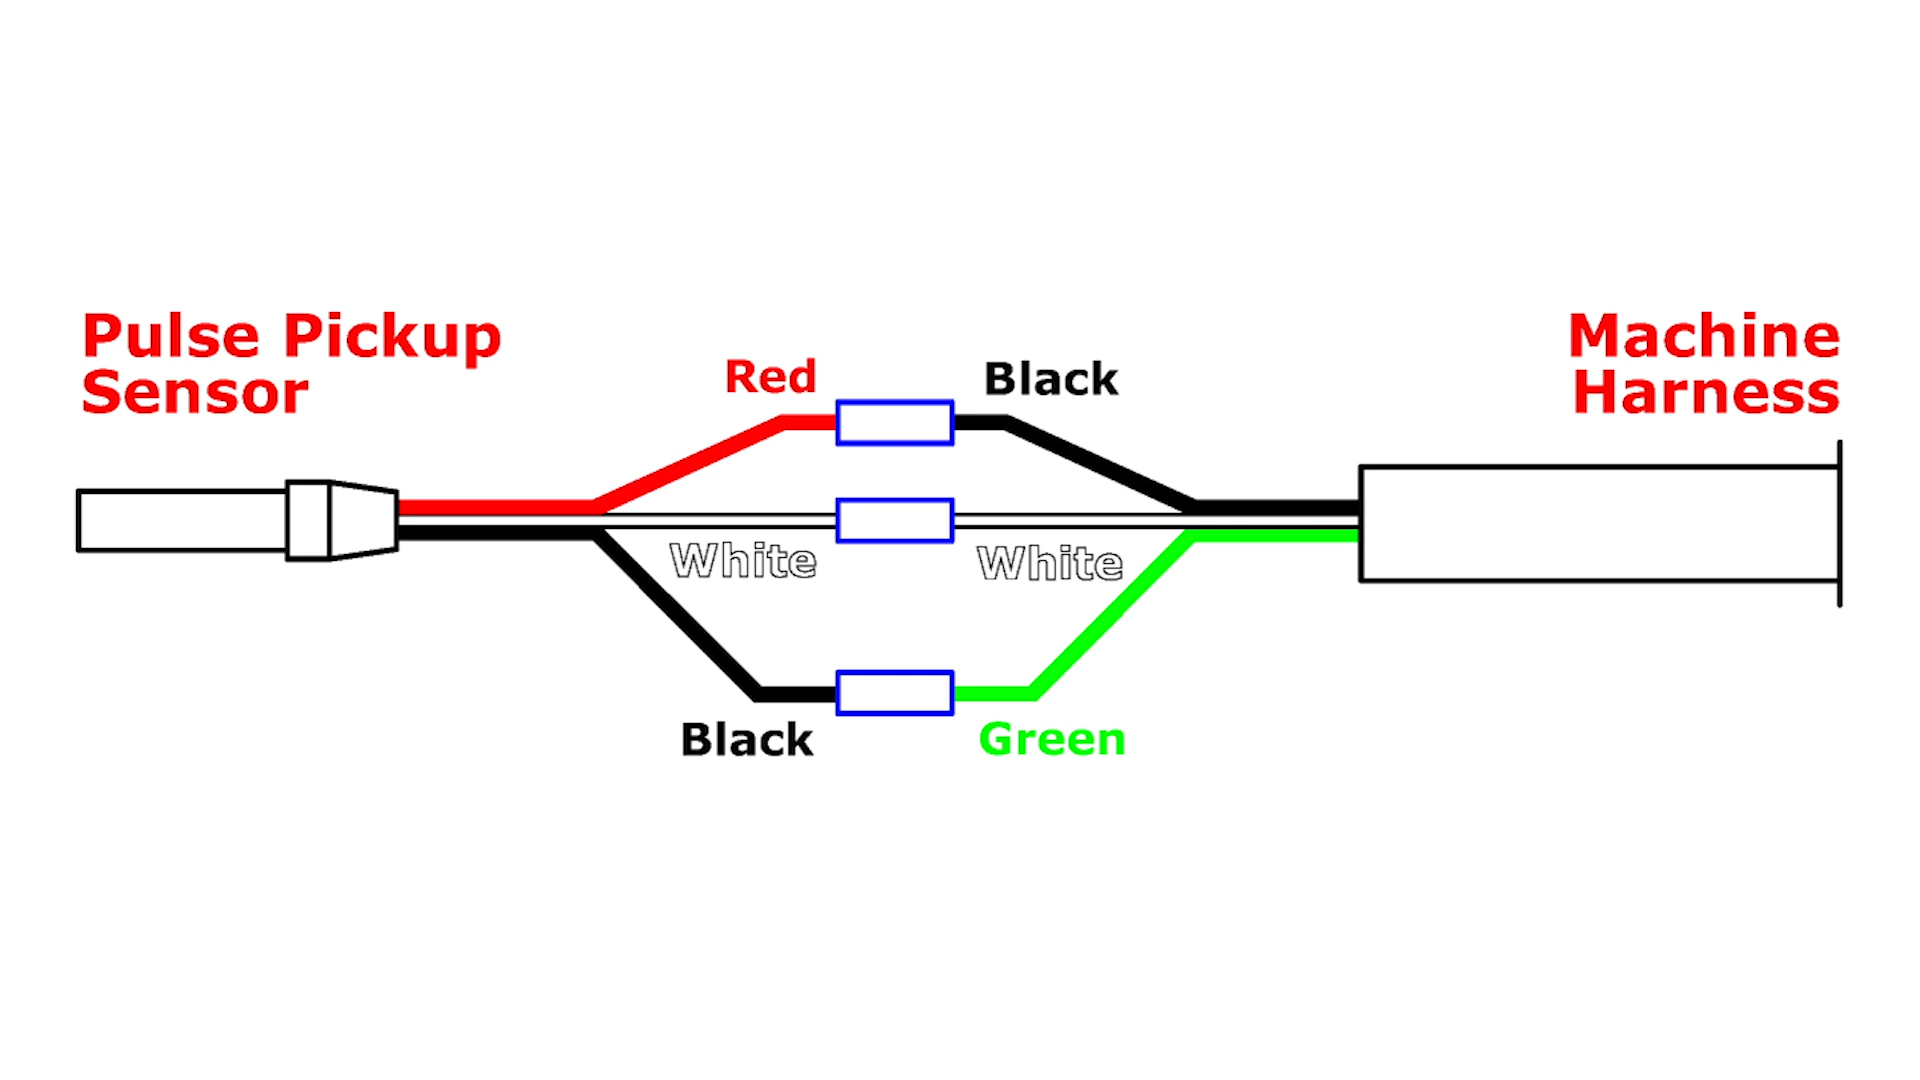 Pulse Pickup
Sensor
Machine
Harness
Red
Black
White
White
Black
Green